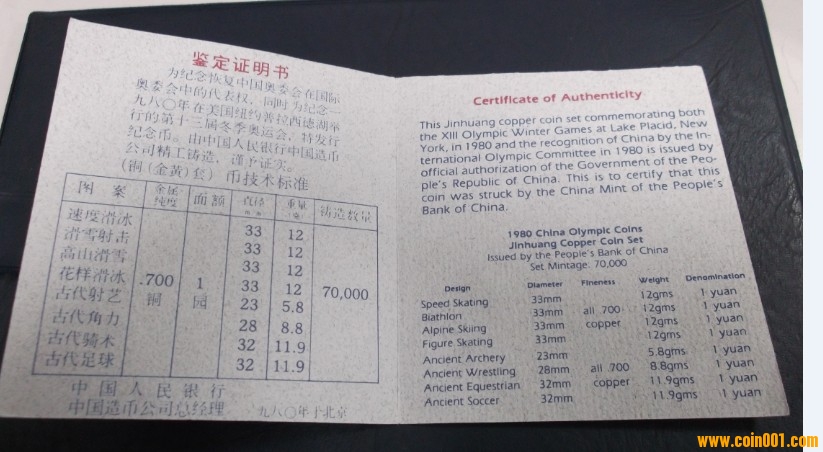 鉴定证明书
为纪念恢复中国奥委会在国际
奥委会中的代表权，同时为纪念一
九八〇年在美国纽约普拉西德湖举
行的第十三届冬季奥运会，特发行
纪念币。由中国人民银行中国造币
公司精工铸造，谨予证实。
(铜(金黄)套) 币技术标准
图 案 金属纯度 面额 直径 重量 铸造数量
速度滑冰 33 12
滑雪射击 33 12
高山滑雪 33 12
花样滑冰 .700 1 33 12 70,000
古代射艺 铜 园 23 5.8
古代角力 28 8.8
古代骑术 32 11.9
古代足球 32 11.9
中国人民银行
中国造币公司总经理 一九八〇年于北京
Certificate of Authenticity
This Jinhuang copper coin set commemorating both
the XIII Olympic Winter Games at Lake Placid, New
York, in 1980 and the recognition of China by the In-
ternational Olympic Committee in 1980 is issued by
official authorization of the Government of the Peo-
ple's Republic of China. This is to certify that this
coin was struck by the China Mint of the People's
Bank of China.
1980 China Olympic Coins
Jinhuang Copper Coin Set
Issued by the People's Bank of China
Set Mintage: 70,000
Design Diameter Fineness Weight Denomination
Speed Skating 33mm 12gms 1 yuan
Biathlon 33mm all .700 12gms 1 yuan
Alpine Skiing 33mm copper 12gms 1 yuan
Figure Skating 33mm 12gms 1 yuan
Ancient Archery 23mm 5.8gms 1 yuan
Ancient Wrestling 28mm all .700 8.8gms 1 yuan
Ancient Equestrian 32mm copper 11.9gms 1 yuan
Ancient Soccer 32mm 11.9gms 1 yuan
www.coin001.com